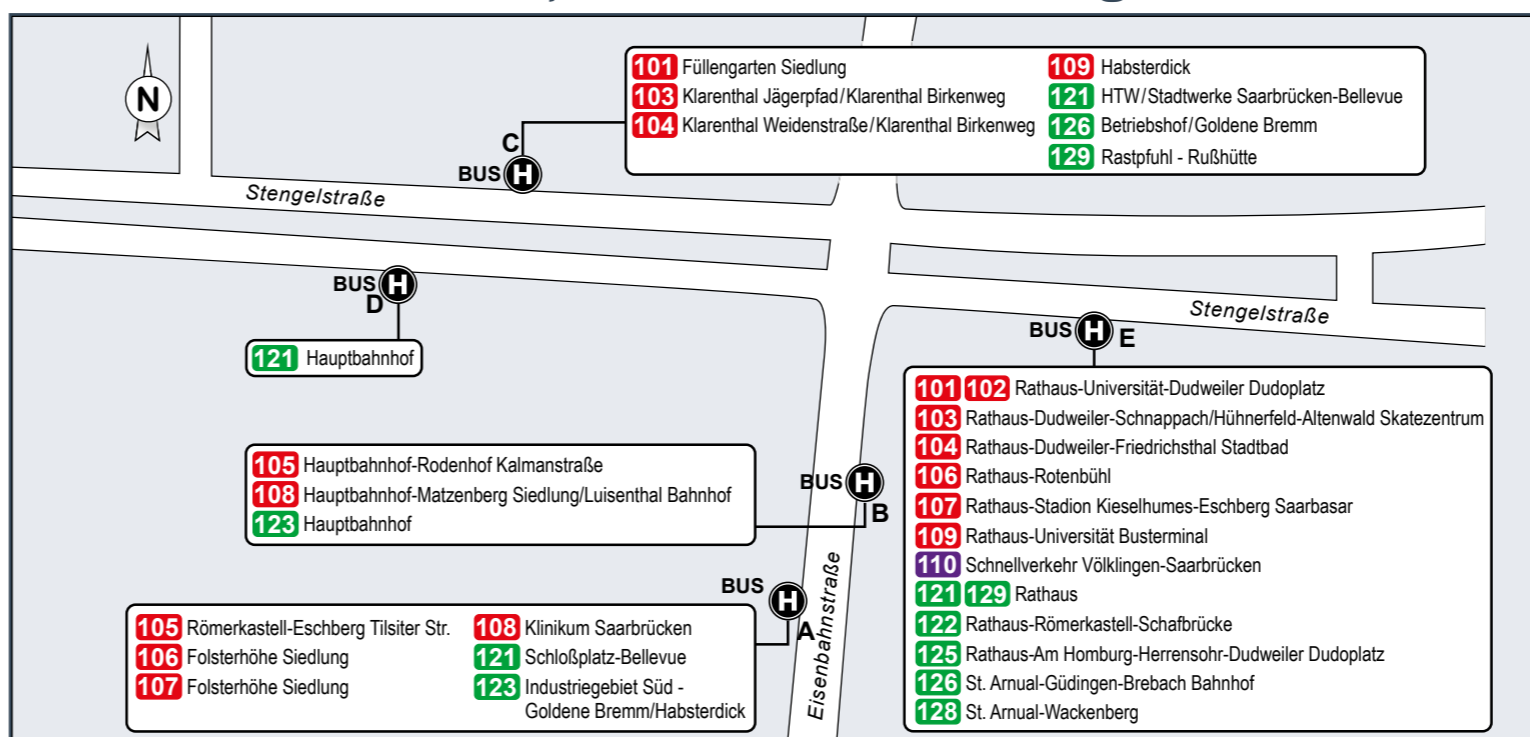 N
101 Füllengarten Siedlung
103 Klarenthal Jägerpfad/Klarenthal Birkenweg
104 Klarenthal Weidenstraße/Klarenthal Birkenweg
109 Habsterdick
121 HTW/Stadtwerke Saarbrücken-Bellevue
126 Betriebshof/Goldene Bremm
129 Rastpfuhl - Rußhütte
C
BUS H
Stengelstraße
BUS H
D
121 Hauptbahnhof
Stengelstraße
BUS H E
101 102 Rathaus-Universität-Dudweiler Dudoplatz
103 Rathaus-Dudweiler-Schnappach/Hühnerfeld-Altenwald Skatezentrum
104 Rathaus-Dudweiler-Friedrichsthal Stadtbad
106 Rathaus-Rotenbühl
107 Rathaus-Stadion Kieselhumes-Eschberg Saarbasar
109 Rathaus-Universität Busterminal
110 Schnellverkehr Völklingen-Saarbrücken
121 129 Rathaus
122 Rathaus-Römerkastell-Schafbrücke
125 Rathaus-Am Homburg-Herrensohr-Dudweiler Dudoplatz
126 St. Arnual-Güdingen-Brebach Bahnhof
128 St. Arnual-Wackenberg
105 Hauptbahnhof-Rodenhof Kalmanstraße
108 Hauptbahnhof-Matzenberg Siedlung/Luisenthal Bahnhof
123 Hauptbahnhof
BUS H
B
Eisenbahnstraße
BUS
H
A
105 Römerkastell-Eschberg Tilsiter Str.
106 Folsterhöhe Siedlung
107 Folsterhöhe Siedlung
108 Klinikum Saarbrücken
121 Schloßplatz-Bellevue
123 Industriegebiet Süd -
Goldene Bremm/Habsterdick